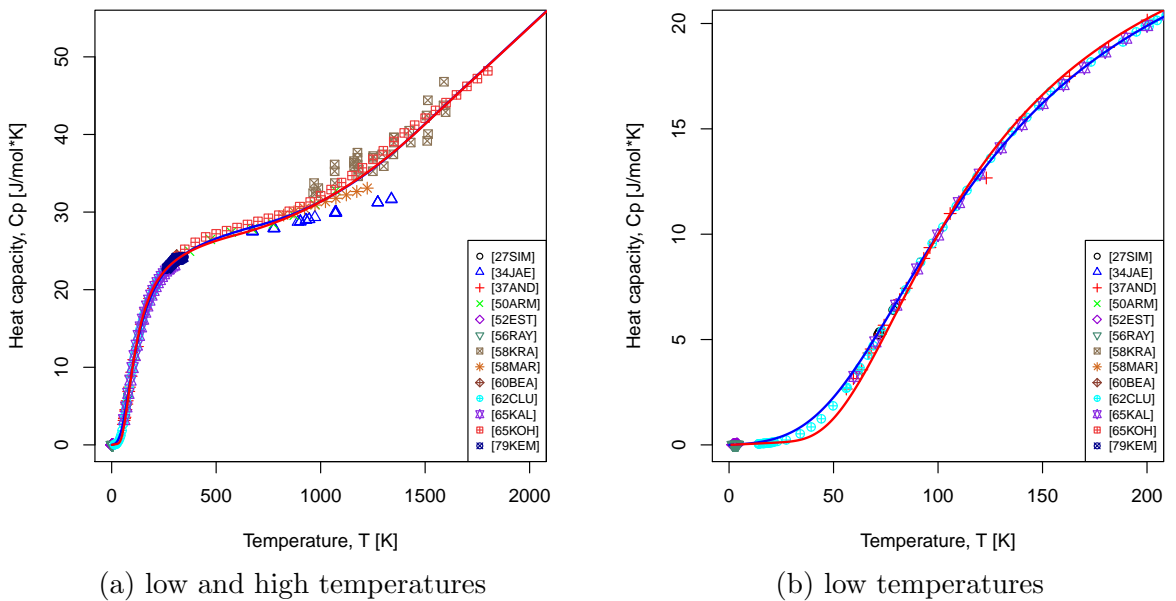 0
10
20
30
40
50
Heat capacity, Cp [J/mol*K]
0
500
1000
1500
2000
Temperature, T [K]
[27SIM]
[34JAE]
[37AND]
[50ARM]
[52EST]
[56RAY]
[58KRA]
[58MAR]
[60BEA]
[62CLU]
[65KAL]
[65KOH]
[79KEM]
(a) low and high temperatures
0
5
10
15
20
Heat capacity, Cp [J/mol*K]
0
50
100
150
200
Temperature, T [K]
[27SIM]
[34JAE]
[37AND]
[50ARM]
[52EST]
[56RAY]
[58KRA]
[58MAR]
[60BEA]
[62CLU]
[65KAL]
[65KOH]
[79KEM]
(b) low temperatures